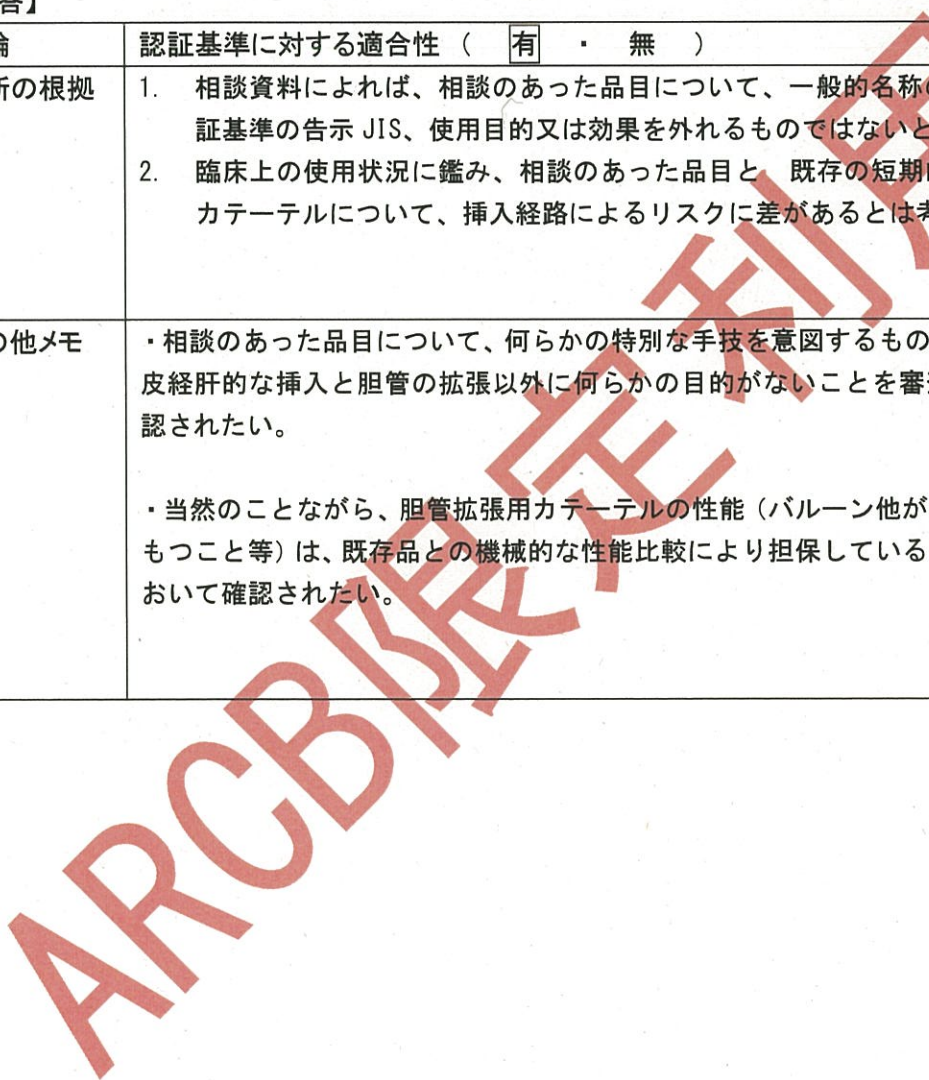 答】
論
認証基準に対する適合性 ( 有 ・ 無 )
断の根拠
1. 相談資料によれば、相談のあった品目について、一般的名称の
証基準の告示 JIS、使用目的又は効果を外れるものではないと
2. 臨床上の使用状況に鑑み、相談のあった品目と、既存の短期
カテーテルについて、挿入経路によるリスクに差があるとは考
の他メモ
・相談のあった品目について、何らかの特別な手技を意図するもの
皮経肝的な挿入と胆管の拡張以外に何らかの目的がないことを審
認されたい。
・当然のことながら、胆管拡張用カテーテルの性能（バルーン他が
もつこと等）は、既存品との機械的な性能比較により担保している
おいて確認されたい。
ARCB限定利用